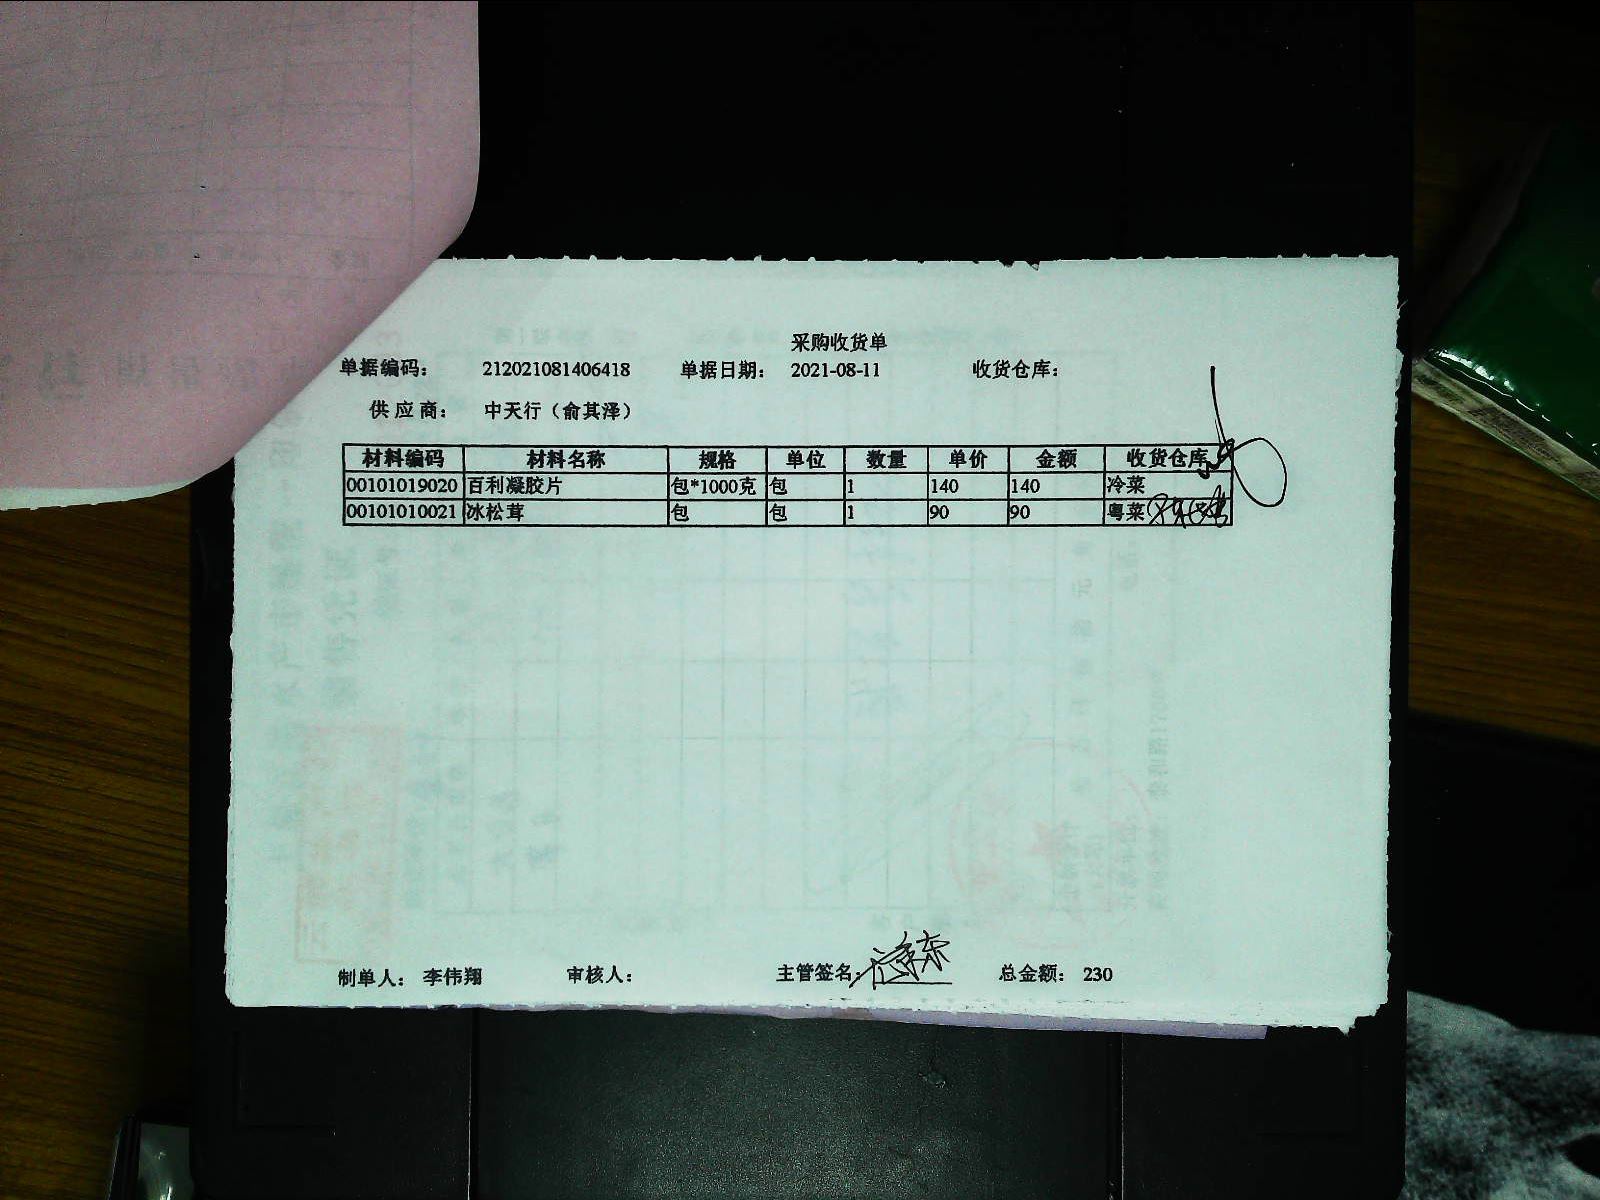 采购收货单
单据编码： 212021081406418 单据日期： 2021-08-11 收货仓库：
供应商： 中天行（俞其泽）
材料编码 材料名称 规格 单位 数量 单价 金额 收货仓库
00101019020 百利凝胶片 包*1000克 包 1 140 140 冷菜
00101010021 冰松茸 包 包 1 90 90 粤菜
制单人： 李伟翔 审核人： 主管签名： 总金额： 230